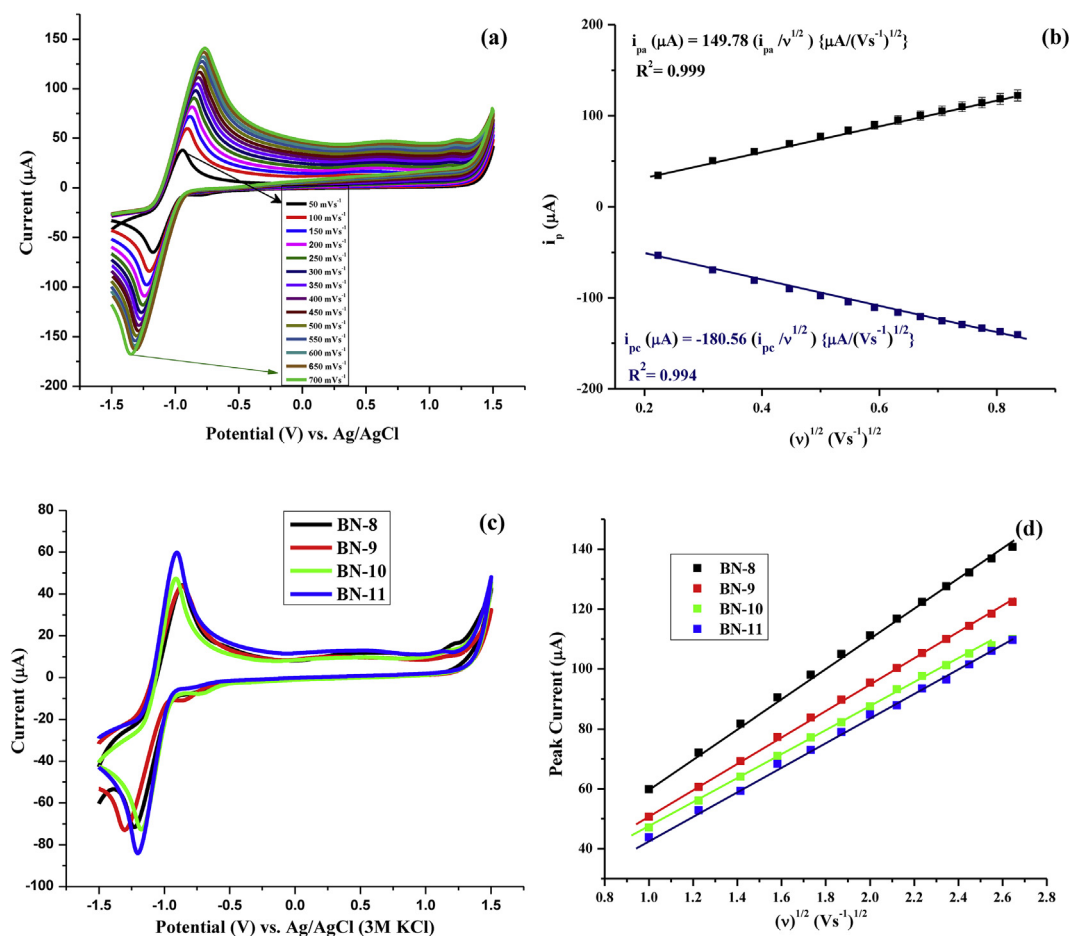 (a)
150
100
50
0
-50
-100
-150
-200
Current (µA)
50 mVs⁻¹
100 mVs⁻¹
150 mVs⁻¹
200 mVs⁻¹
250 mVs⁻¹
300 mVs⁻¹
350 mVs⁻¹
400 mVs⁻¹
450 mVs⁻¹
500 mVs⁻¹
550 mVs⁻¹
600 mVs⁻¹
650 mVs⁻¹
700 mVs⁻¹
-1.5 -1.0 -0.5 0.0 0.5 1.0 1.5
Potential (V) vs. Ag/AgCl
(b)
i_pa (µA) = 149.78 (i_pa /ν^1/2 ) {µA/(Vs⁻¹)^1/2}
R²= 0.999
200
100
0
-100
-200
i_p (µA)
i_pc (µA) = -180.56 (i_pc /ν^1/2 ) {µA/(Vs⁻¹)^1/2}
R²= 0.994
0.2 0.4 0.6 0.8
(ν)^1/2 (Vs⁻¹)^1/2
(c)
80
60
40
20
0
-20
-40
-60
-80
-100
Current (µA)
BN-8
BN-9
BN-10
BN-11
-1.5 -1.0 -0.5 0.0 0.5 1.0 1.5
Potential (V) vs. Ag/AgCl (3M KCl)
(d)
140
120
100
80
60
40
Peak Current (µA)
BN-8
BN-9
BN-10
BN-11
0.8 1.0 1.2 1.4 1.6 1.8 2.0 2.2 2.4 2.6 2.8
(ν)^1/2 (Vs⁻¹)^1/2